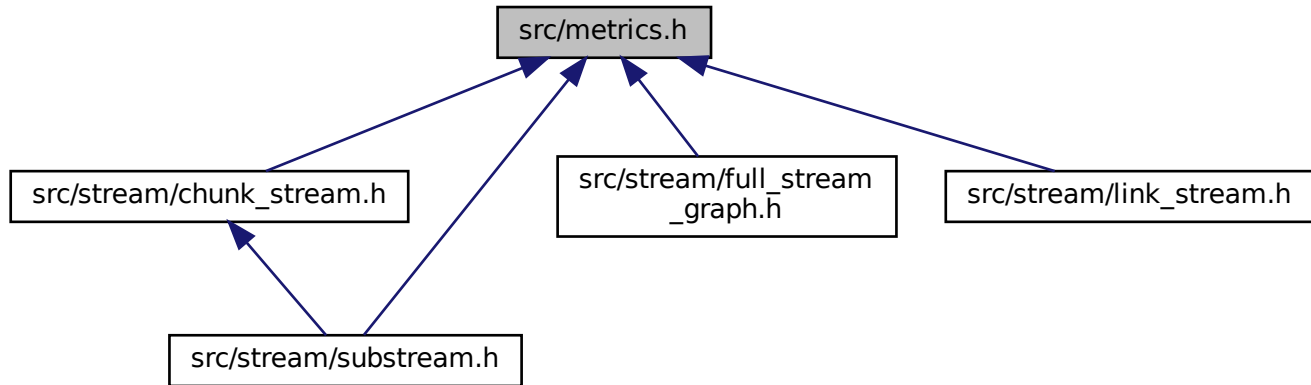 src/metrics.h
src/stream/chunk_stream.h
src/stream/full_stream
_graph.h
src/stream/link_stream.h
src/stream/substream.h